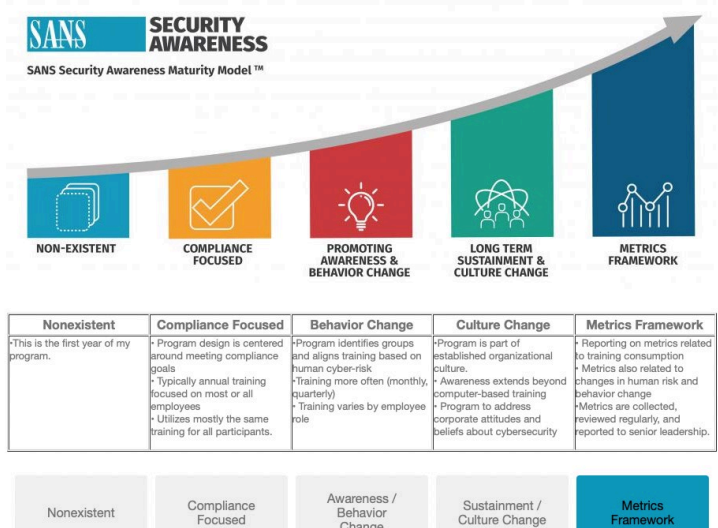 SANS
SECURITY
AWARENESS
SANS Security Awareness Maturity Model ™
NON-EXISTENT
COMPLIANCE
FOCUSED
PROMOTING
AWARENESS &
BEHAVIOR CHANGE
LONG TERM
SUSTAINMENT &
CULTURE CHANGE
METRICS
FRAMEWORK
Nonexistent
•This is the first year of my
program.
Compliance Focused
• Program design is centered
around meeting compliance
goals
• Typically annual training
focused on most or all
employees
• Utilizes mostly the same
training for all participants.
Behavior Change
•Program identifies groups
and aligns training based on
human cyber-risk
•Training more often (monthly,
quarterly)
• Training varies by employee
role
Culture Change
•Program is part of
established organizational
culture.
• Awareness extends beyond
computer-based training
• Program to address
corporate attitudes and
beliefs about cybersecurity
Metrics Framework
• Reporting on metrics related
to training consumption
• Metrics also related to
changes in human risk and
behavior change
•Metrics are collected,
reviewed regularly, and
reported to senior leadership.
Nonexistent
Compliance
Focused
Awareness /
Behavior
Change
Sustainment /
Culture Change
Metrics
Framework